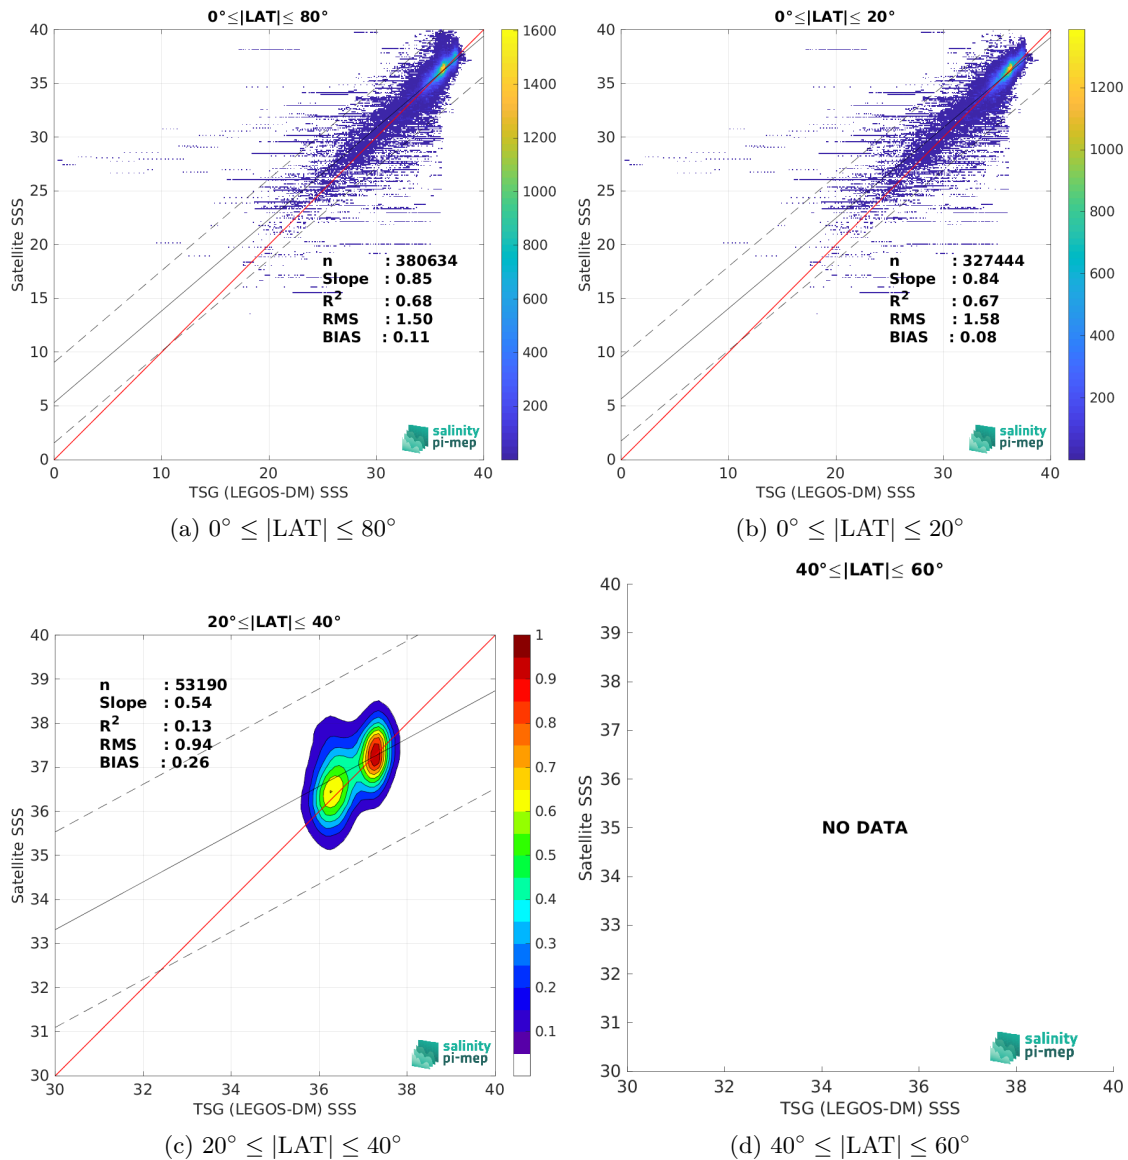 0°≤|LAT|≤ 80°
40
35
30
25
20
15
10
5
0
0
20
30
40
Satellite SSS
TSG (LEGOS-DM) SSS
n : 380634
Slope : 0.85
R² : 0.68
RMS : 1.50
BIAS : 0.11
salinity
pi-mep
1600
1400
1200
1000
800
600
400
200
(a) 0° ≤ |LAT| ≤ 80°
0°≤|LAT|≤ 20°
40
35
30
25
20
15
10
5
0
0
10
20
30
40
Satellite SSS
TSG (LEGOS-DM) SSS
n : 327444
Slope : 0.84
R² : 0.67
RMS : 1.58
BIAS : 0.08
salinity
pi-mep
1200
1000
800
600
400
200
(b) 0° ≤ |LAT| ≤ 20°
20°≤|LAT|≤ 40°
40
39
38
37
36
35
34
33
32
31
30
30
32
34
36
38
40
Satellite SSS
TSG (LEGOS-DM) SSS
n : 53190
Slope : 0.54
R² : 0.13
RMS : 0.94
BIAS : 0.26
salinity
pi-mep
1
0.9
0.8
0.7
0.6
0.5
0.4
0.3
0.2
0.1
(c) 20° ≤ |LAT| ≤ 40°
40°≤|LAT|≤ 60°
40
39
38
37
36
35
34
33
32
31
30
30
32
34
36
38
40
Satellite SSS
TSG (LEGOS-DM) SSS
NO DATA
salinity
pi-mep
(d) 40° ≤ |LAT| ≤ 60°